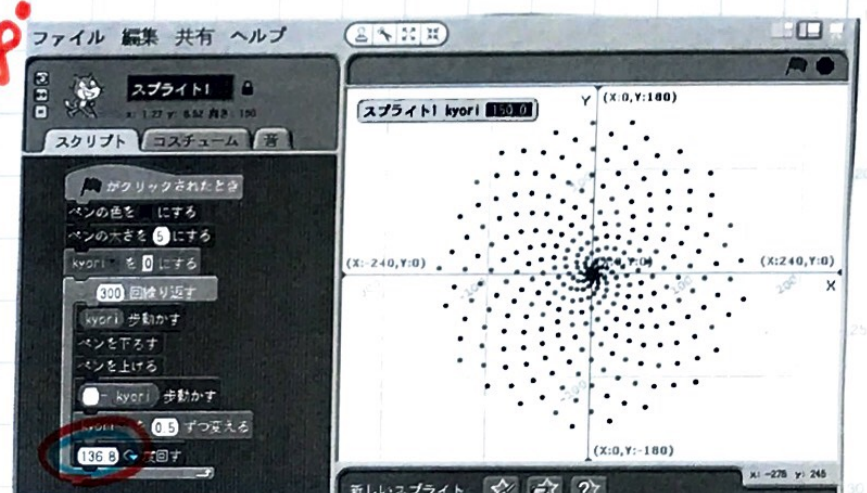 ファイル 編集 共有 ヘルプ
スプライト1
スクリプト コスチューム 音
がクリックされたとき
ペンの色を にする
ペンの太さを 5 にする
kyori を 0 にする
300 回繰り返す
kyori 歩動かす
ペンを下ろす
ペンを上げる
- kyori 歩動かす
0.5 ずつ変える
136.8 度回す
スプライト1 kyori 150.0
Y (X:0,Y:180)
(X:-240,Y:0)
(X:240,Y:0)
X
(X:0,Y:-180)
新しいスプライト
x: -275 y: 245